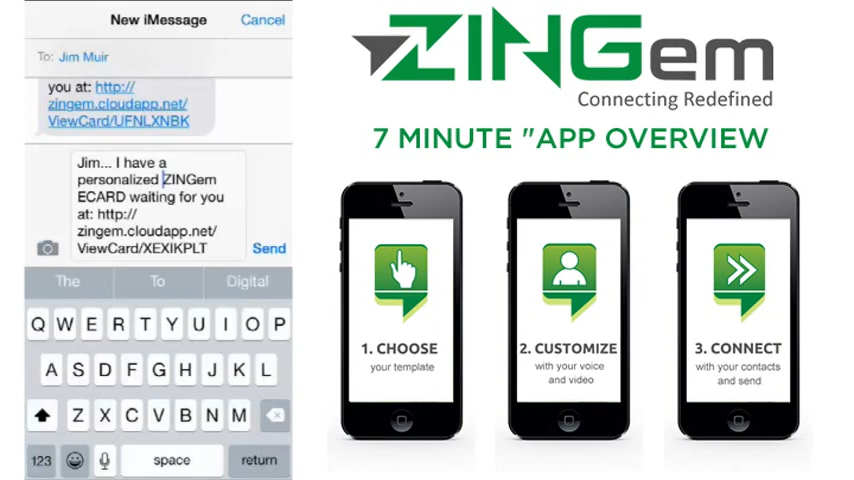 New iMessage Cancel
To: Jim Muir
you at: http://
zingem.cloudapp.net/
ViewCard/UFNLXNBK
Jim... I have a
personalized ZINGem
ECARD waiting for you
at: http://
zingem.cloudapp.net/
ViewCard/XEXIKPLT
Send
The To Digital
Q W E R T Y U I O P
A S D F G H J K L
Z X C V B N M
123 space return
ZINGem
Connecting Redefined
7 MINUTE "APP OVERVIEW
1. CHOOSE
your template
2. CUSTOMIZE
with your voice
and video
3. CONNECT
with your contacts
and send